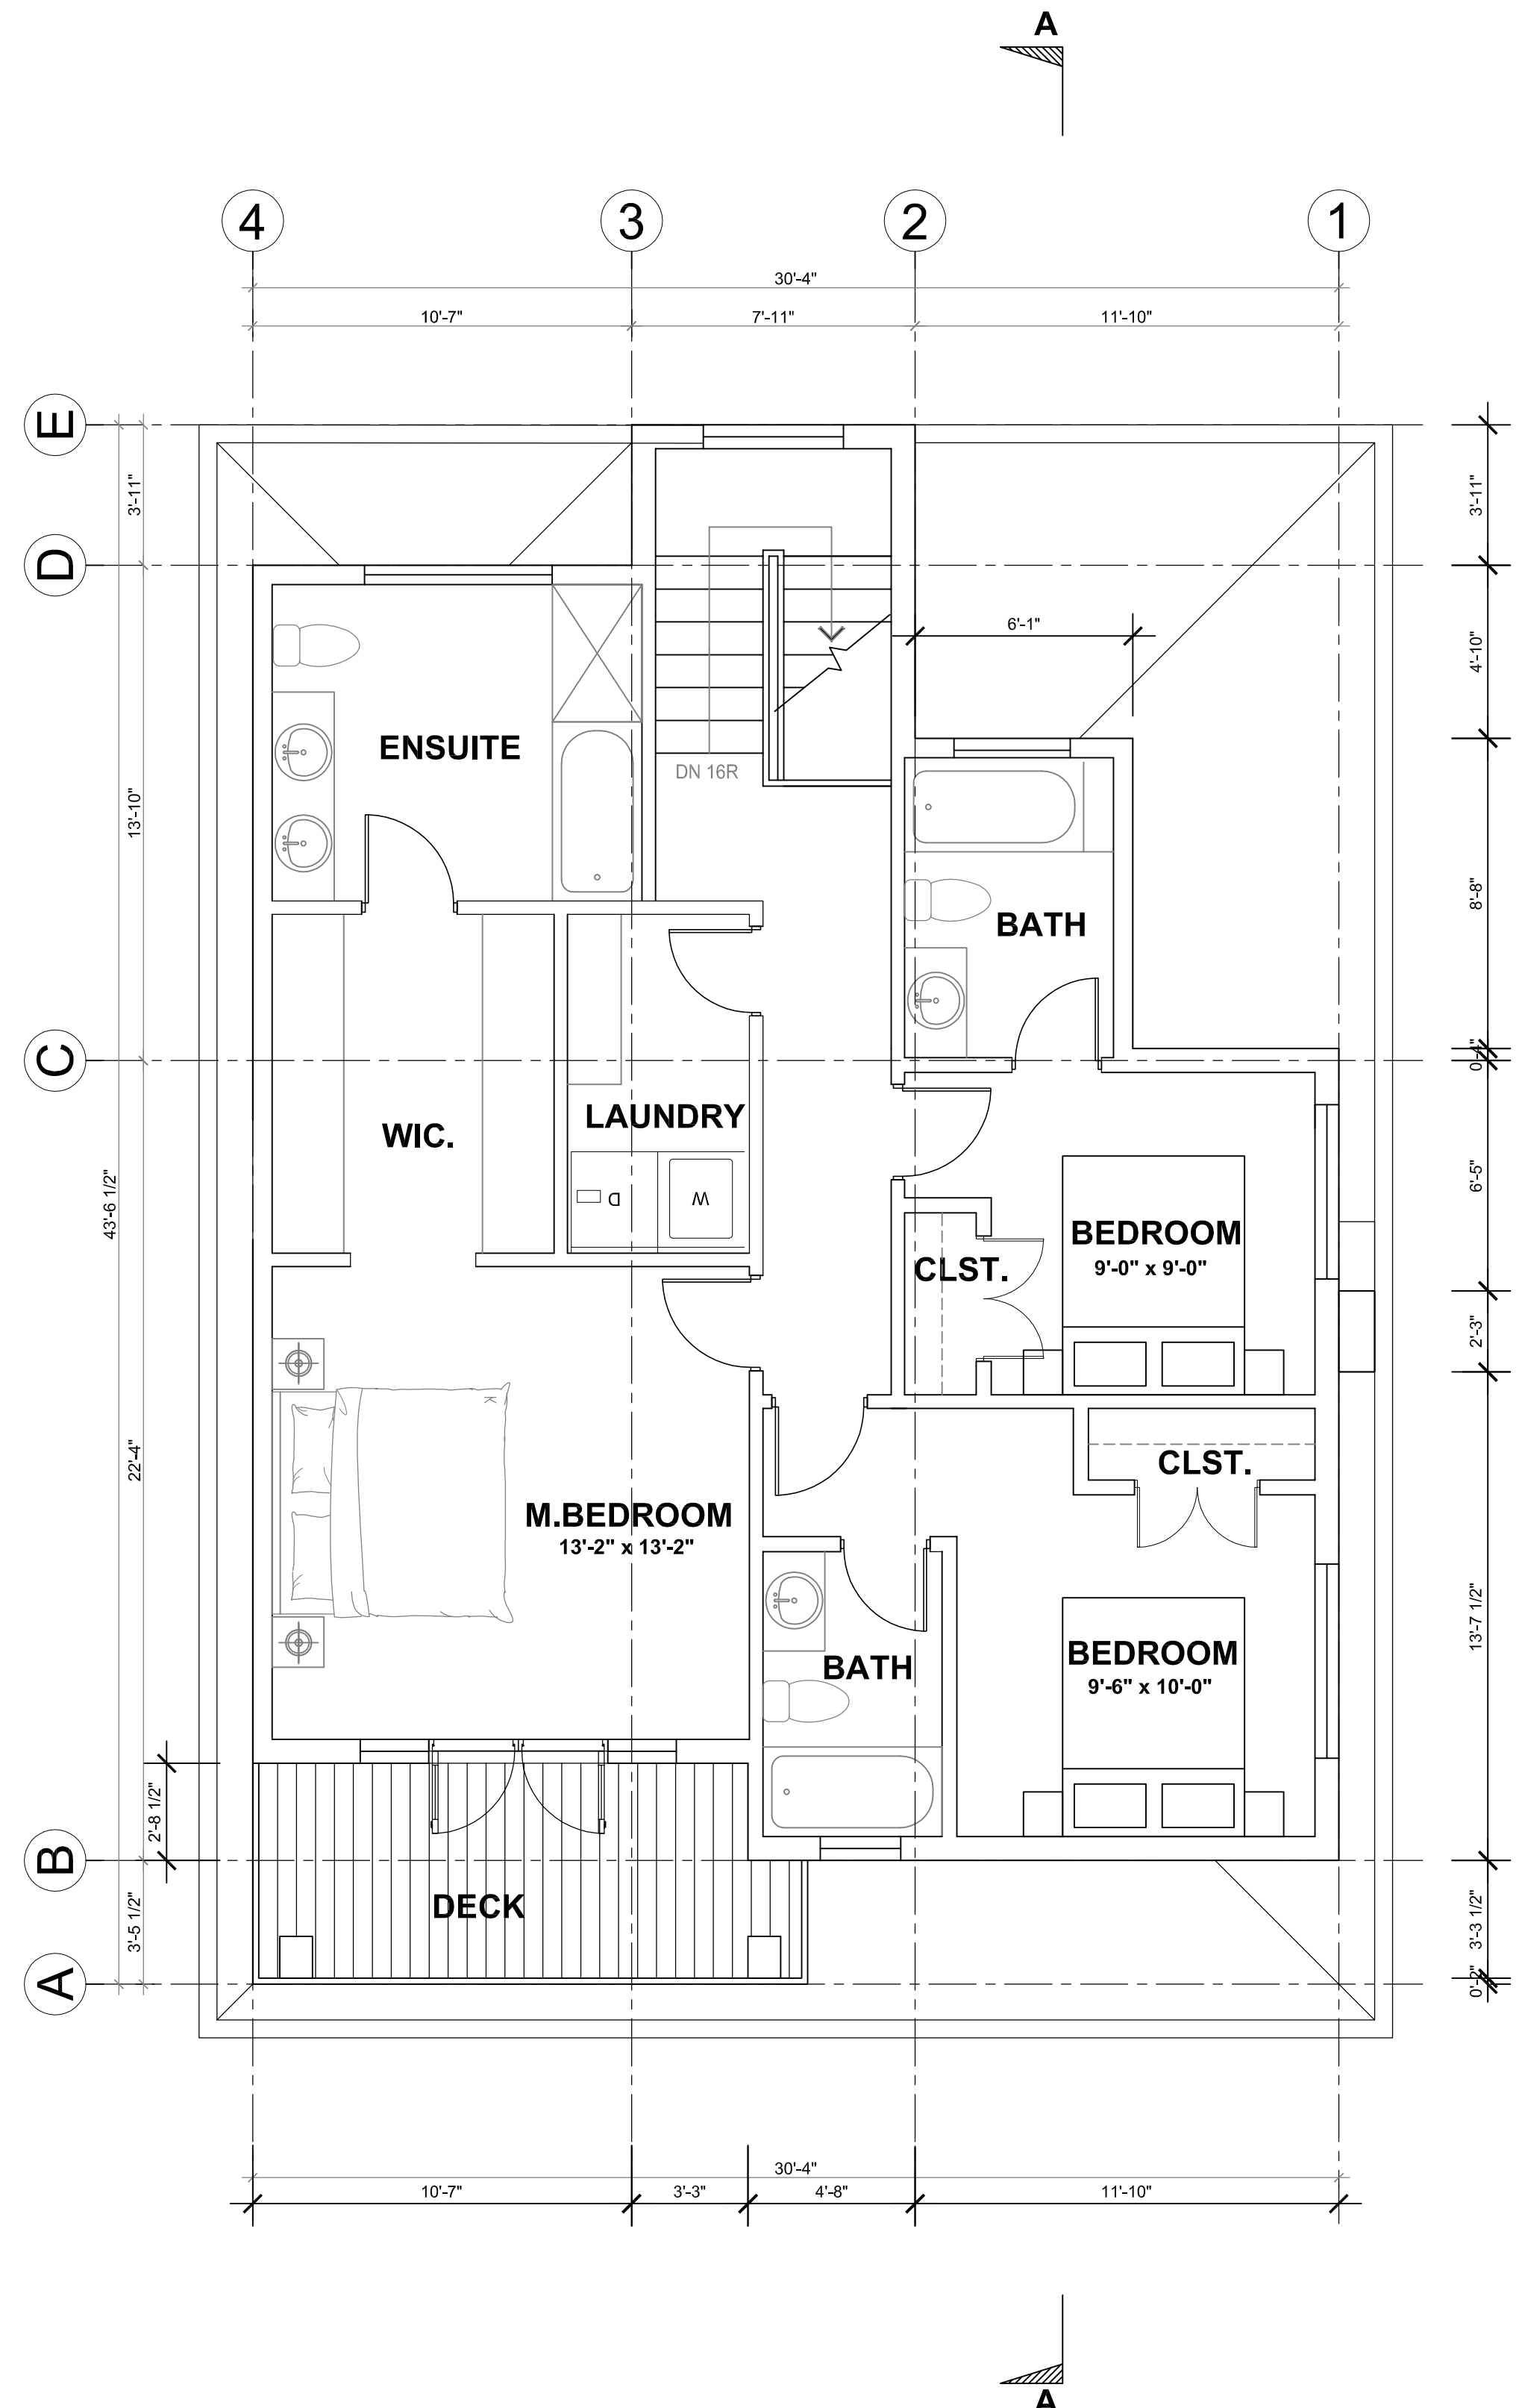 A
4
3
2
1
30'-4"
10'-7"
7'-11"
11'-10"
E
3'-11"
3'-11"
D
6'-1"
4'-10"
ENSUITE
DN 16R
13'-10"
8'-8"
BATH
C
0'-4"
LAUNDRY
WIC.
43'-6 1/2"
6'-5"
D
W
BEDROOM
9'-0" x 9'-0"
CLST.
2'-3"
K
22'-4"
CLST.
M.BEDROOM
13'-2" x 13'-2"
13'-7 1/2"
BATH
BEDROOM
9'-6" x 10'-0"
2'-8 1/2"
B
DECK
3'-5 1/2"
3'-3 1/2"
A
0'-2"
30'-4"
10'-7"
3'-3"
4'-8"
11'-10"
A